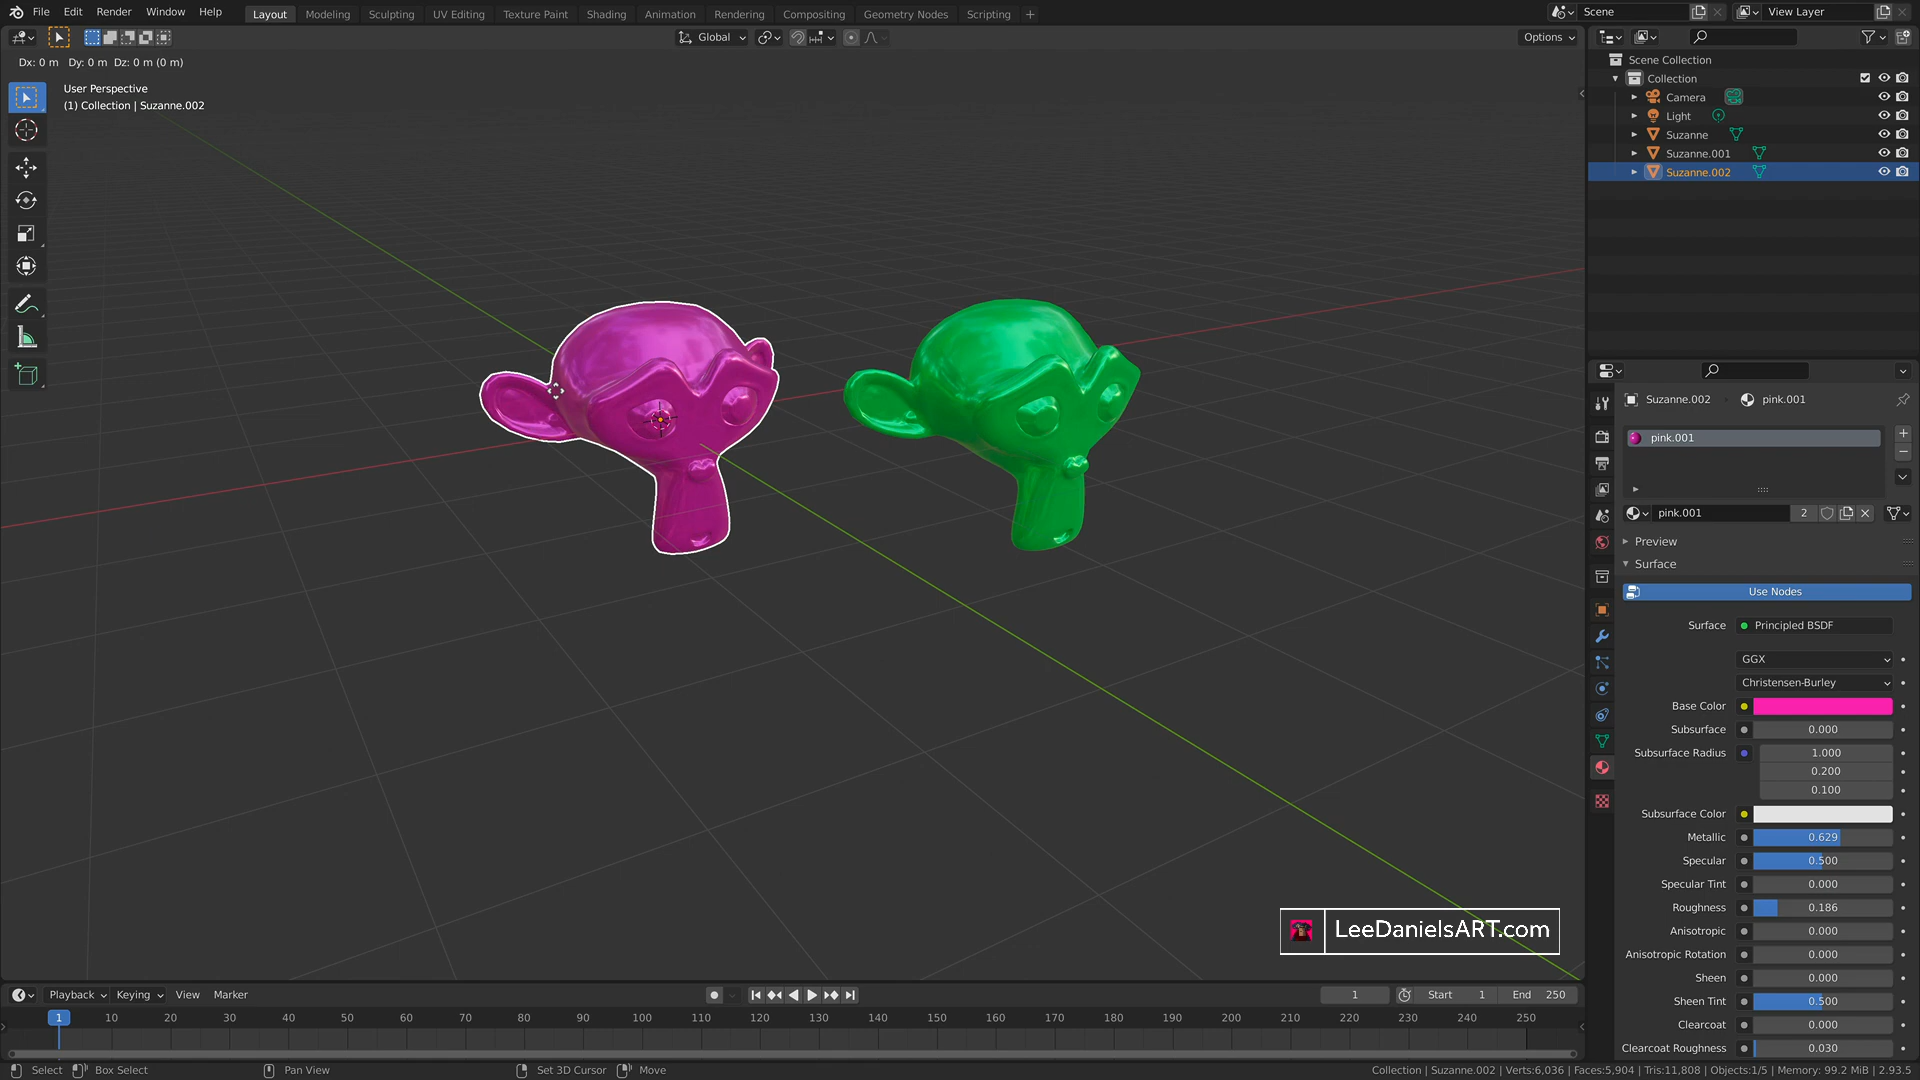 File Edit Render Window Help Layout Modeling Sculpting UV Editing Texture Paint Shading Animation Rendering Compositing Geometry Nodes Scripting + Scene View Layer
Global Options
Dx: 0 m Dy: 0 m Dz: 0 m (0 m)
User Perspective
(1) Collection | Suzanne.002
Scene Collection
Collection
Camera
Light
Suzanne
Suzanne.001
Suzanne.002
Suzanne.002 pink.001
pink.001
pink.001 2
Preview
Surface
Use Nodes
Surface Principled BSDF
GGX
Christensen-Burley
Base Color
Subsurface 0.000
Subsurface Radius 1.000
0.200
0.100
Subsurface Color
Metallic 0.629
Specular 0.500
Specular Tint 0.000
Roughness 0.186
Anisotropic 0.000
Anisotropic Rotation 0.000
Sheen 0.000
Sheen Tint 0.500
Clearcoat 0.000
Clearcoat Roughness 0.030
LeeDanielsART.com
Playback Keying View Marker 1 Start 1 End 250
1 10 20 30 40 50 60 70 80 90 100 110 120 130 140 150 160 170 180 190 200 210 220 230 240 250
Select Box Select Pan View Set 3D Cursor Move Collection | Suzanne.002 | Verts:6,036 | Faces:5,904 | Tris:11,808 | Objects:1/5 | Memory: 99.2 MiB | 2.93.5